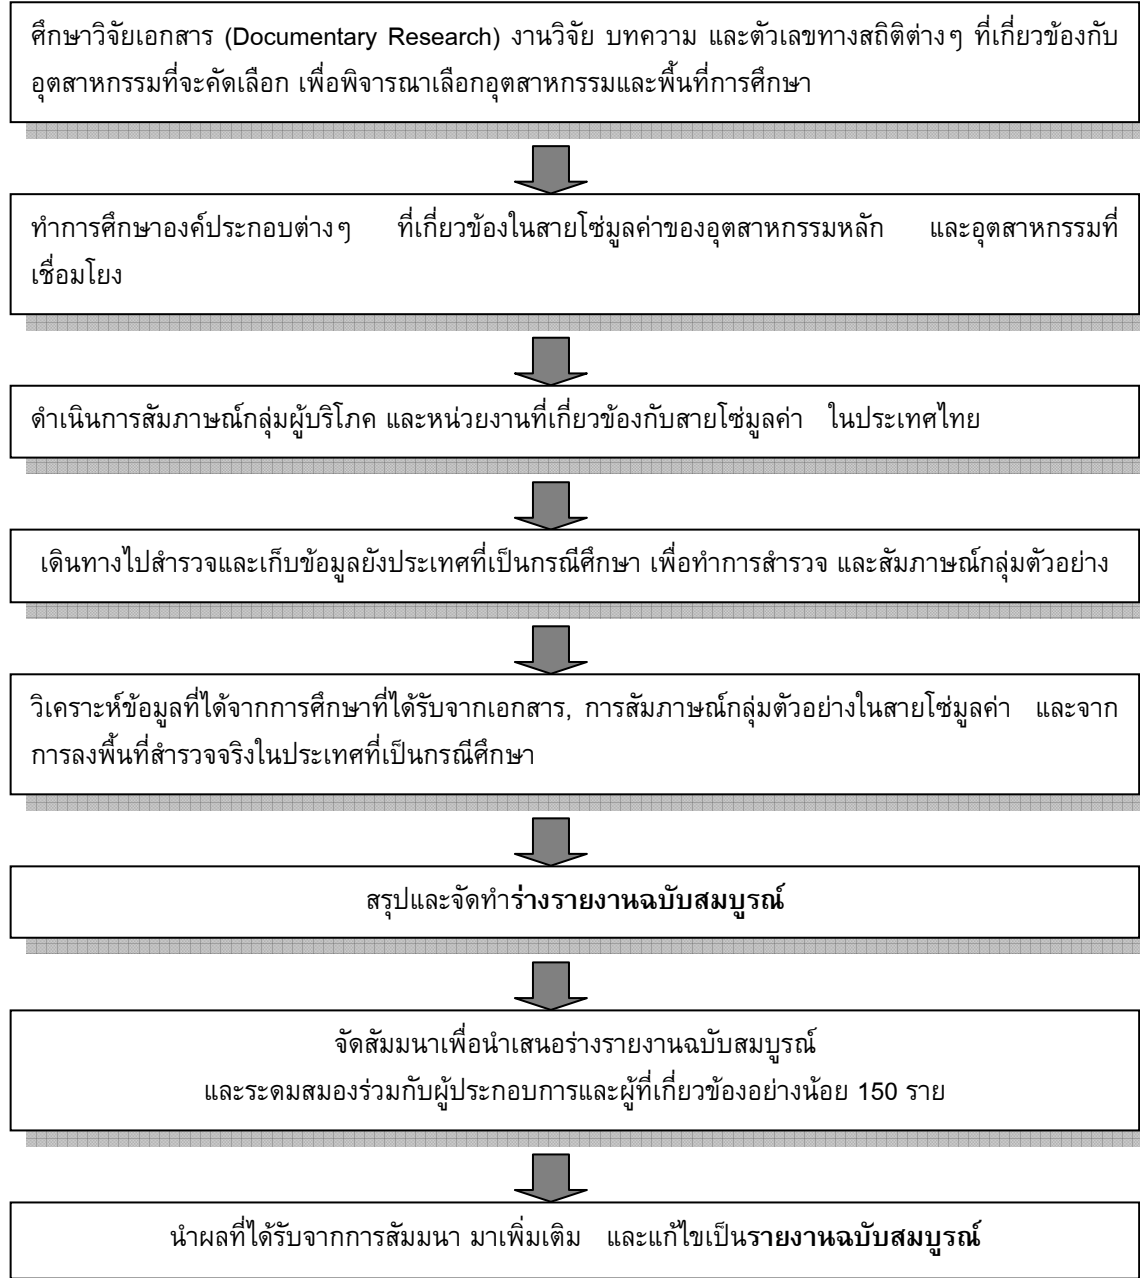 ศึกษาวิจัยเอกสาร (Documentary Research) งานวิจัย บทความ และตัวเลขทางสถิติต่างๆ ที่เกี่ยวข้องกับ
อุตสาหกรรมที่จะคัดเลือก เพื่อพิจารณาเลือกอุตสาหกรรมและพื้นที่การศึกษา
ทำการศึกษาองค์ประกอบต่างๆ ที่เกี่ยวข้องในสายโซ่มูลค่าของอุตสาหกรรมหลัก และอุตสาหกรรมที่
เชื่อมโยง
ดำเนินการสัมภาษณ์กลุ่มผู้บริโภค และหน่วยงานที่เกี่ยวข้องกับสายโซ่มูลค่า ในประเทศไทย
เดินทางไปสำรวจและเก็บข้อมูลยังประเทศที่เป็นกรณีศึกษา เพื่อทำการสำรวจ และสัมภาษณ์กลุ่มตัวอย่าง
วิเคราะห์ข้อมูลที่ได้จากการศึกษาที่ได้รับจากเอกสาร, การสัมภาษณ์กลุ่มตัวอย่างในสายโซ่มูลค่า และจาก
การลงพื้นที่สำรวจจริงในประเทศที่เป็นกรณีศึกษา
สรุปและจัดทำร่างรายงานฉบับสมบูรณ์
จัดสัมมนาเพื่อนำเสนอร่างรายงานฉบับสมบูรณ์
และระดมสมองร่วมกับผู้ประกอบการและผู้ที่เกี่ยวข้องอย่างน้อย 150 ราย
นำผลที่ได้รับจากการสัมมนา มาเพิ่มเติม และแก้ไขเป็นรายงานฉบับสมบูรณ์